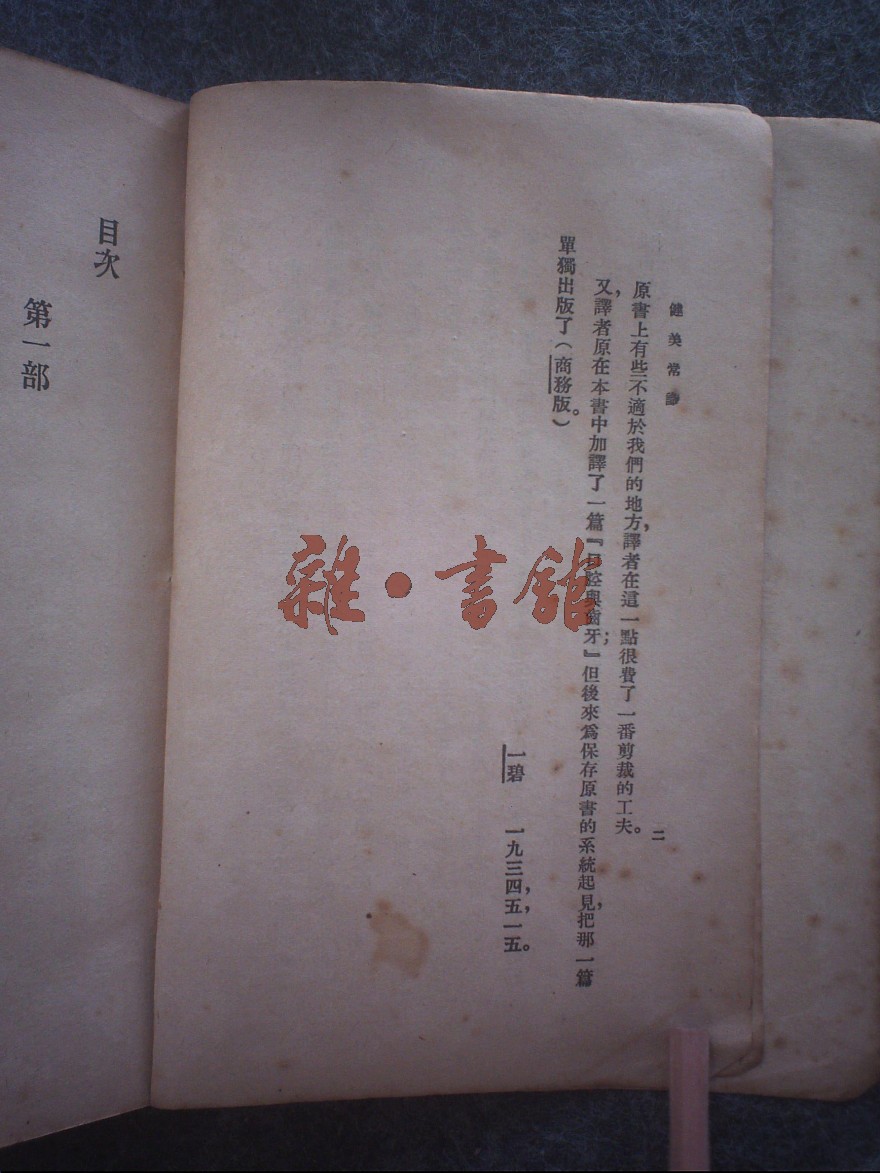 健美常識
二
原書上有些不適於我們的地方，譯者在這一點很費了一番剪裁的工夫。
又，譯者原在本書中加譯了一篇『口腔與齒牙』；但後來爲保存原書的系統起見，把那一篇
單獨出版了（商務版。）
一碧　一九三四，五，一五。
目次
第一部
雜·書館